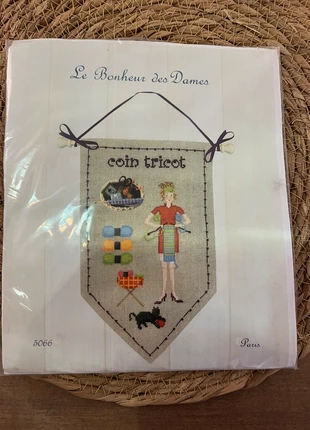 Le Bonheur des Dames
coin tricot
5066
Paris